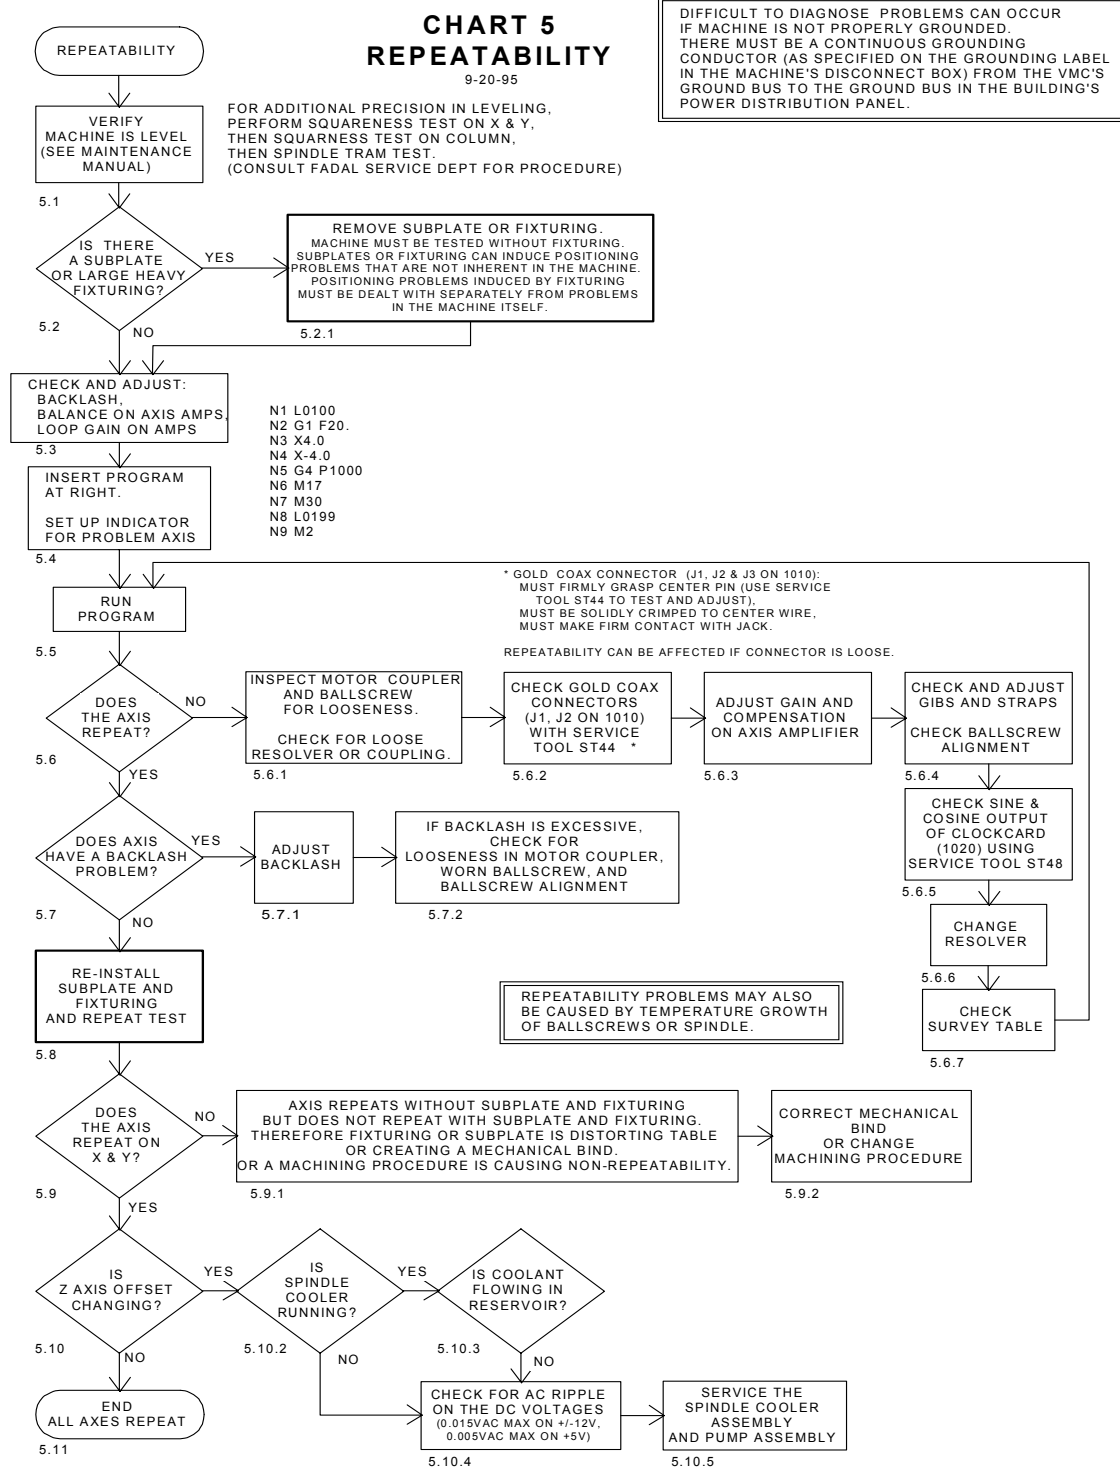 CHART 5
REPEATABILITY
9-20-95
DIFFICULT TO DIAGNOSE PROBLEMS CAN OCCUR
IF MACHINE IS NOT PROPERLY GROUNDED.
THERE MUST BE A CONTINUOUS GROUNDING
CONDUCTOR (AS SPECIFIED ON THE GROUNDING LABEL
IN THE MACHINE'S DISCONNECT BOX) FROM THE VMC'S
GROUND BUS TO THE GROUND BUS IN THE BUILDING'S
POWER DISTRIBUTION PANEL.
REPEATABILITY
FOR ADDITIONAL PRECISION IN LEVELING,
PERFORM SQUARENESS TEST ON X & Y,
THEN SQUARNESS TEST ON COLUMN,
THEN SPINDLE TRAM TEST.
(CONSULT FADAL SERVICE DEPT FOR PROCEDURE)
VERIFY
MACHINE IS LEVEL
(SEE MAINTENANCE
MANUAL)
5.1
IS THERE
A SUBPLATE
OR LARGE HEAVY
FIXTURING?
YES
5.2
NO
REMOVE SUBPLATE OR FIXTURING.
MACHINE MUST BE TESTED WITHOUT FIXTURING.
SUBPLATES OR FIXTURING CAN INDUCE POSITIONING
PROBLEMS THAT ARE NOT INHERENT IN THE MACHINE.
POSITIONING PROBLEMS INDUCED BY FIXTURING
MUST BE DEALT WITH SEPARATELY FROM PROBLEMS
IN THE MACHINE ITSELF.
5.2.1
CHECK AND ADJUST:
BACKLASH,
BALANCE ON AXIS AMPS,
LOOP GAIN ON AMPS
5.3
N1 L0100
N2 G1 F20.
N3 X4.0
N4 X-4.0
N5 G4 P1000
N6 M17
N7 M30
N8 L0199
N9 M2
INSERT PROGRAM
AT RIGHT.
SET UP INDICATOR
FOR PROBLEM AXIS
5.4
RUN
PROGRAM
5.5
* GOLD COAX CONNECTOR (J1, J2 & J3 ON 1010):
MUST FIRMLY GRASP CENTER PIN (USE SERVICE
TOOL ST44 TO TEST AND ADJUST),
MUST BE SOLIDLY CRIMPED TO CENTER WIRE,
MUST MAKE FIRM CONTACT WITH JACK.
REPEATABILITY CAN BE AFFECTED IF CONNECTOR IS LOOSE.
DOES
THE AXIS
REPEAT?
NO
5.6
YES
INSPECT MOTOR COUPLER
AND BALLSCREW
FOR LOOSENESS.
CHECK FOR LOOSE
RESOLVER OR COUPLING.
5.6.1
CHECK GOLD COAX
CONNECTORS
(J1, J2 ON 1010)
WITH SERVICE
TOOL ST44 *
5.6.2
ADJUST GAIN AND
COMPENSATION
ON AXIS AMPLIFIER
5.6.3
CHECK AND ADJUST
GIBS AND STRAPS
CHECK BALLSCREW
ALIGNMENT
5.6.4
CHECK SINE &
COSINE OUTPUT
OF CLOCKCARD
(1020) USING
SERVICE TOOL ST48
5.6.5
CHANGE
RESOLVER
5.6.6
CHECK
SURVEY TABLE
5.6.7
DOES AXIS
HAVE A BACKLASH
PROBLEM?
YES
5.7
NO
ADJUST
BACKLASH
5.7.1
IF BACKLASH IS EXCESSIVE,
CHECK FOR
LOOSENESS IN MOTOR COUPLER,
WORN BALLSCREW, AND
BALLSCREW ALIGNMENT
5.7.2
RE-INSTALL
SUBPLATE AND
FIXTURING
AND REPEAT TEST
5.8
REPEATABILITY PROBLEMS MAY ALSO
BE CAUSED BY TEMPERATURE GROWTH
OF BALLSCREWS OR SPINDLE.
DOES
THE AXIS
REPEAT ON
X & Y?
NO
5.9
YES
AXIS REPEATS WITHOUT SUBPLATE AND FIXTURING
BUT DOES NOT REPEAT WITH SUBPLATE AND FIXTURING.
THEREFORE FIXTURING OR SUBPLATE IS DISTORTING TABLE
OR CREATING A MECHANICAL BIND.
OR A MACHINING PROCEDURE IS CAUSING NON-REPEATABILITY.
5.9.1
CORRECT MECHANICAL
BIND
OR CHANGE
MACHINING PROCEDURE
5.9.2
IS
Z AXIS OFFSET
CHANGING?
YES
5.10
NO
IS
SPINDLE
COOLER
RUNNING?
YES
5.10.2
NO
IS COOLANT
FLOWING IN
RESERVOIR?
5.10.3
NO
END
ALL AXES REPEAT
5.11
CHECK FOR AC RIPPLE
ON THE DC VOLTAGES
(0.015VAC MAX ON +/-12V,
0.005VAC MAX ON +5V)
5.10.4
SERVICE THE
SPINDLE COOLER
ASSEMBLY
AND PUMP ASSEMBLY
5.10.5